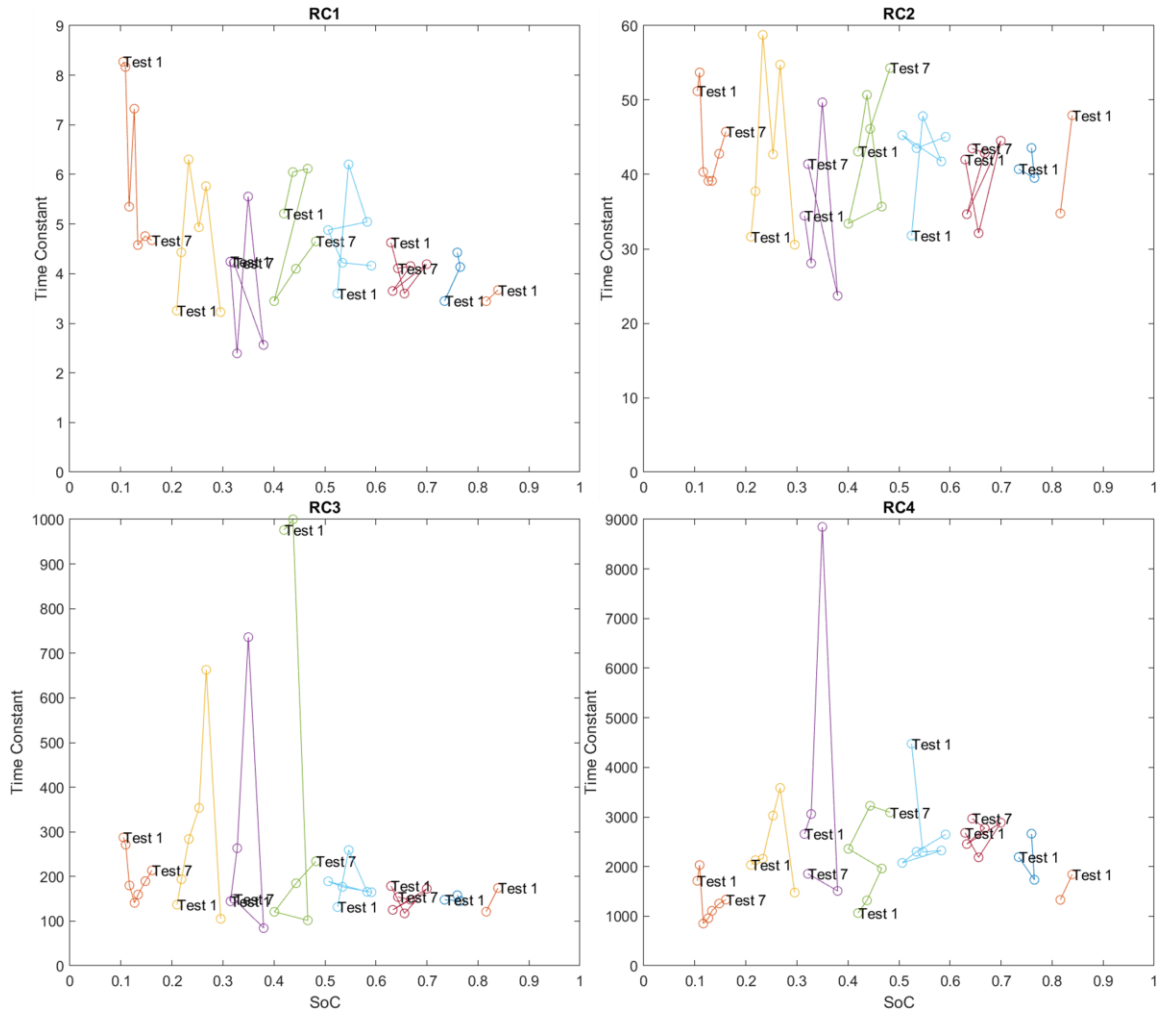 RC1
9
8
7
6
5
4
3
2
1
0
Time Constant
0 0.1 0.2 0.3 0.4 0.5 0.6 0.7 0.8 0.9 1
Test 1
Test 7
Test 1
Test 1
Test 7
Test 1
Test 7
Test 1
Test 1
Test 7
Test 1
Test 1
RC2
60
50
40
30
20
10
0
Time Constant
0 0.1 0.2 0.3 0.4 0.5 0.6 0.7 0.8 0.9 1
Test 1
Test 7
Test 1
Test 7
Test 1
Test 7
Test 1
Test 1
Test 7
Test 1
Test 1
Test 1
RC3
1000
900
800
700
600
500
400
300
200
100
0
Time Constant
0 0.1 0.2 0.3 0.4 0.5 0.6 0.7 0.8 0.9 1
SoC
Test 1
Test 7
Test 1
Test 1
Test 7
Test 1
Test 7
Test 1
Test 1
Test 7
Test 1
Test 1
RC4
9000
8000
7000
6000
5000
4000
3000
2000
1000
0
Time Constant
0 0.1 0.2 0.3 0.4 0.5 0.6 0.7 0.8 0.9 1
SoC
Test 1
Test 7
Test 1
Test 1
Test 7
Test 7
Test 1
Test 1
Test 7
Test 1
Test 1
Test 1